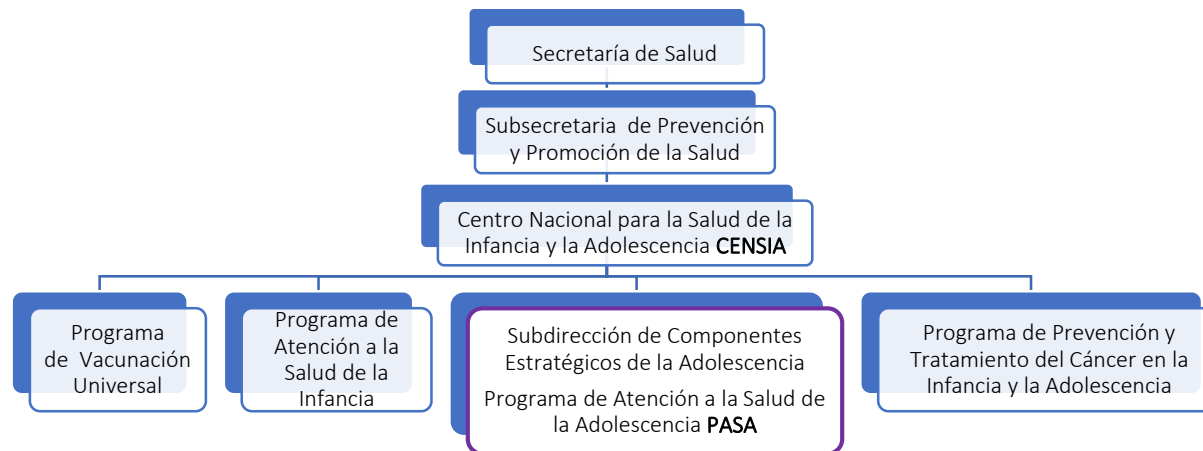 Secretaría de Salud
Subsecretaria de Prevención
y Promoción de la Salud
Centro Nacional para la Salud de la
Infancia y la Adolescencia CENSIA
Programa
de Vacunación
Universal
Programa de
Atención a la
Salud de la
Infancia
Subdirección de Componentes
Estratégicos de la Adolescencia
Programa de Atención a la Salud de
la Adolescencia PASA
Programa de Prevención y
Tratamiento del Cáncer en la
Infancia y la Adolescencia